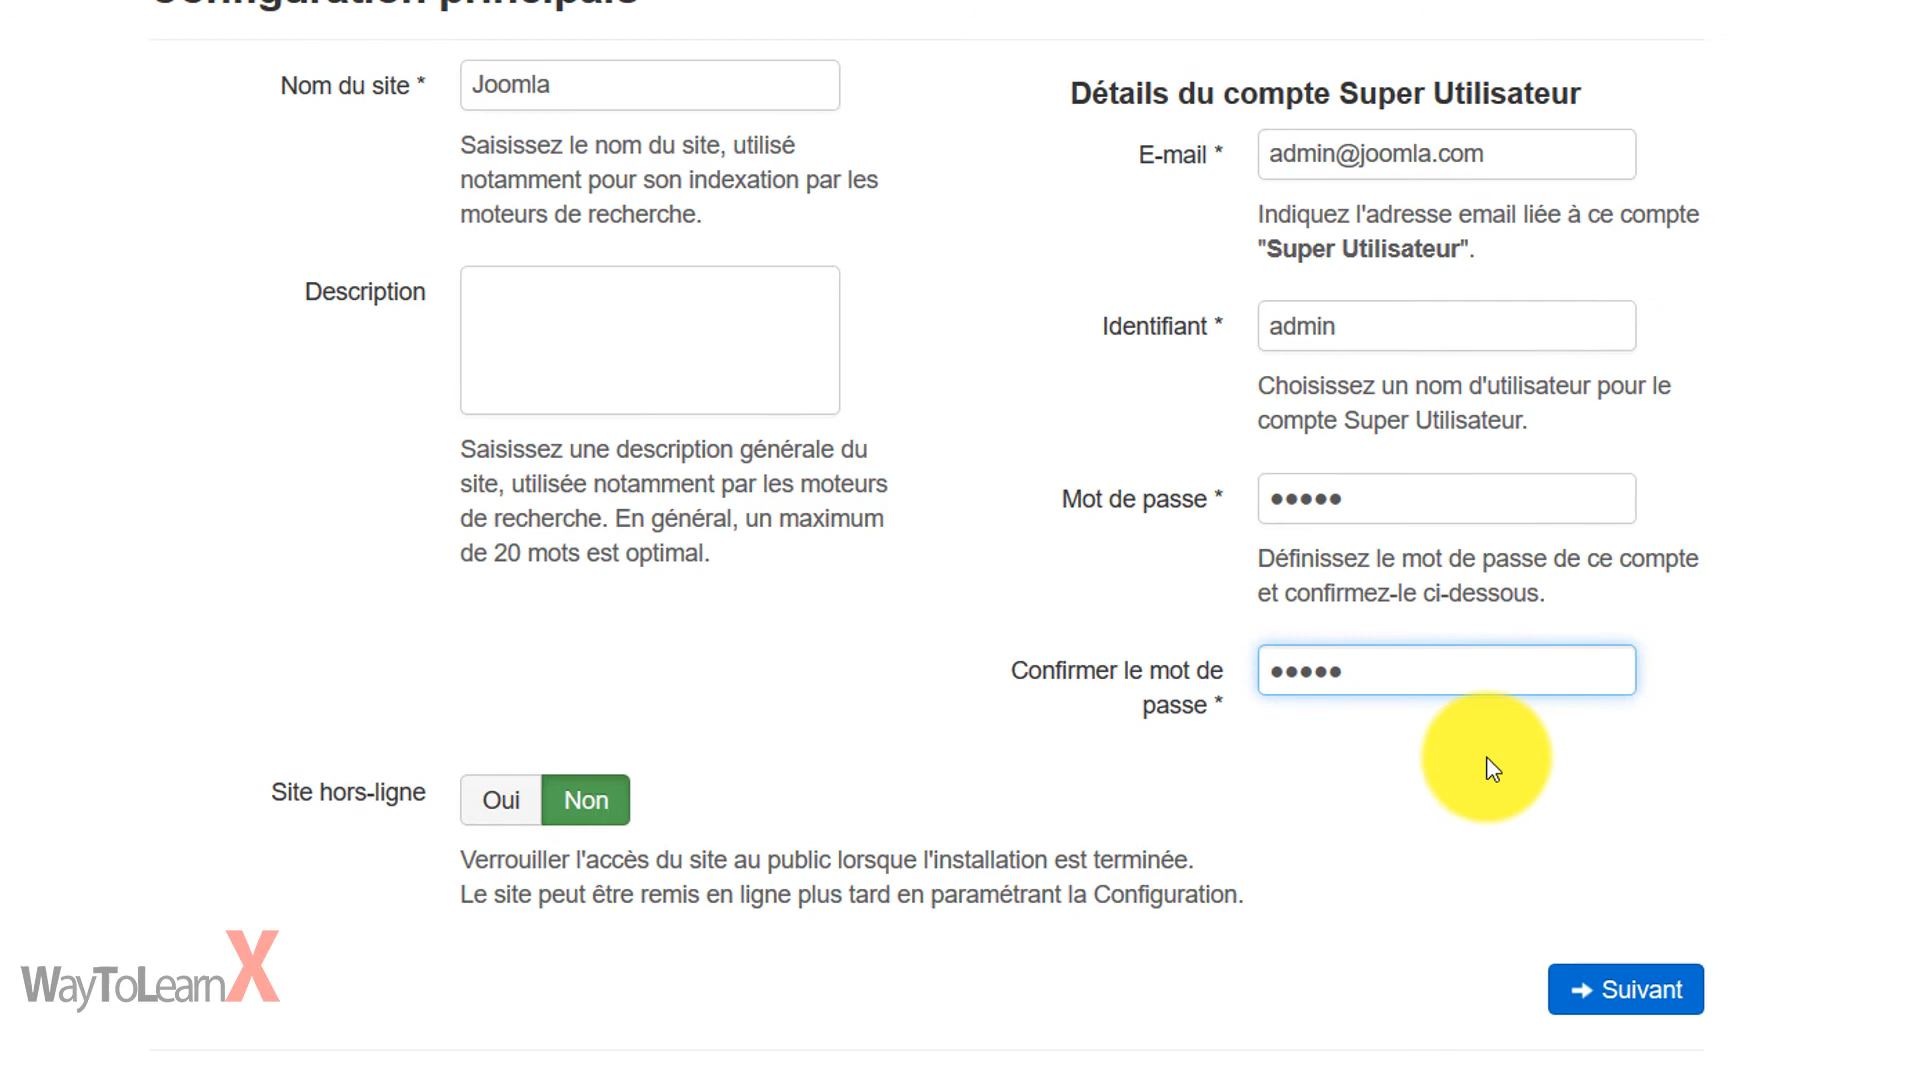 Configuration principale
Nom du site *
Joomla
Saisissez le nom du site, utilisé
notamment pour son indexation par les
moteurs de recherche.
Description
Saisissez une description générale du
site, utilisée notamment par les moteurs
de recherche. En général, un maximum
de 20 mots est optimal.
Détails du compte Super Utilisateur
E-mail *
admin@joomla.com
Indiquez l'adresse email liée à ce compte
"Super Utilisateur".
Identifiant *
admin
Choisissez un nom d'utilisateur pour le
compte Super Utilisateur.
Mot de passe *
•••••
Définissez le mot de passe de ce compte
et confirmez-le ci-dessous.
Confirmer le mot de
passe *
•••••
Site hors-ligne
Oui
Non
Verrouiller l'accès du site au public lorsque l'installation est terminée.
Le site peut être remis en ligne plus tard en paramétrant la Configuration.
WayToLearnX
Suivant